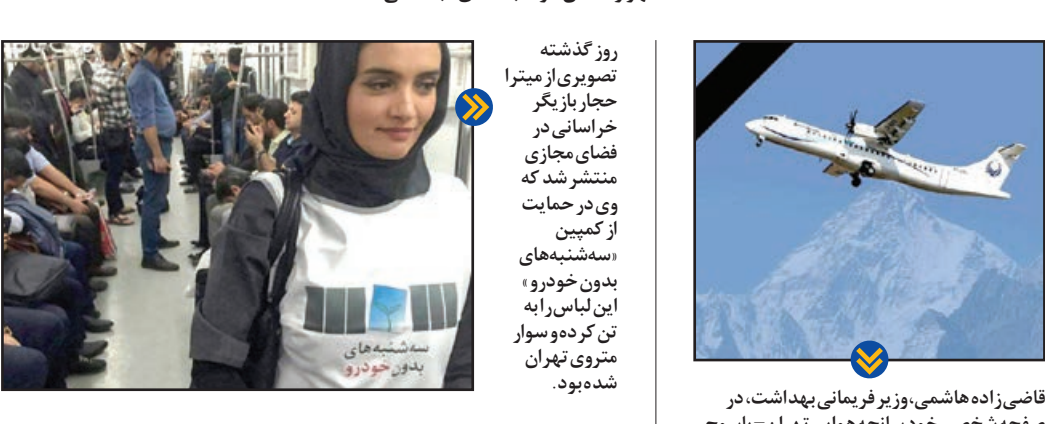 قاضی‌زاده هاشمی، وزیر فریمانی بهداشت، در
روز گذشته
تصویری از میترا
حجار بازیگر
خراسانی در
فضای مجازی
منتشر شد که
وی در حمایت
از کمپین
«سه‌شنبه‌های
بدون خودرو»
این لباس را به
تن کرده و سوار
متروی تهران
شده بود.
سه‌شنبه‌های
بدون خودرو